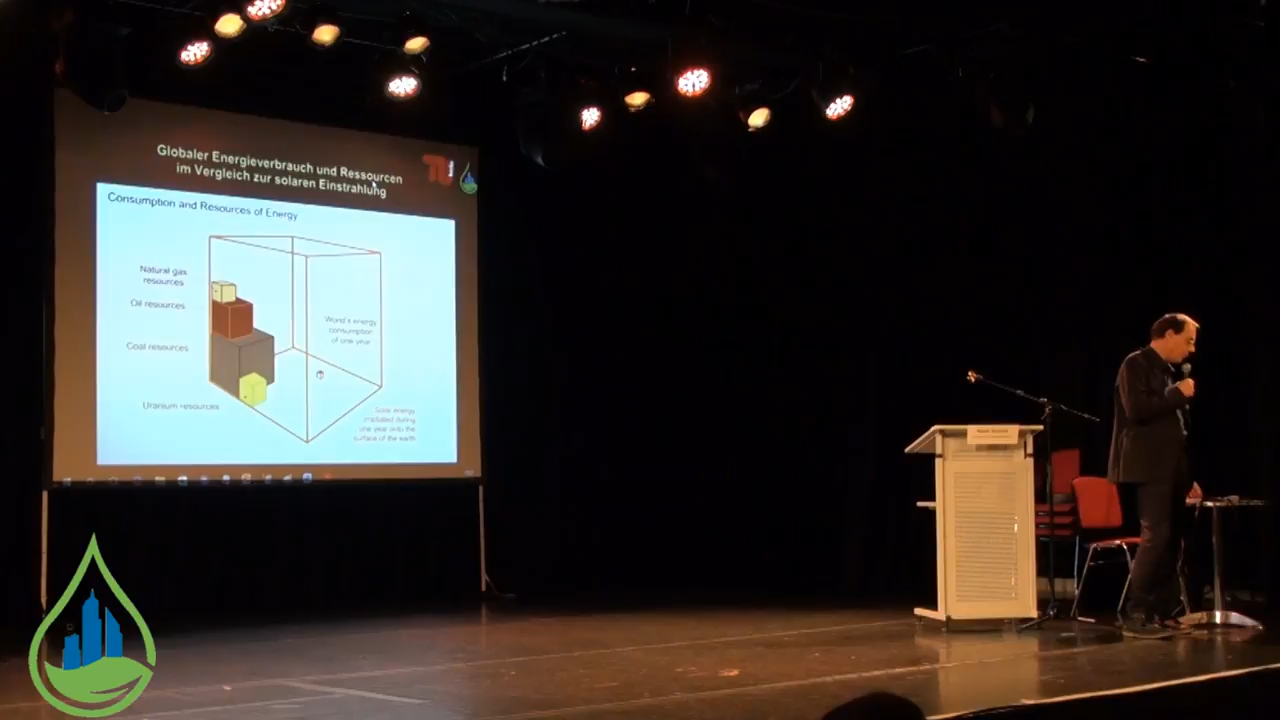 Globaler Energieverbrauch und Ressourcen
im Vergleich zur solaren Einstrahlung
TU
Consumption and Resources of Energy
Natural gas
resources
Oil resources
Coal resources
Uranium resources
World's energy
consumption
of one year
Solar energy
irradiated during
one year onto the
surface of the earth